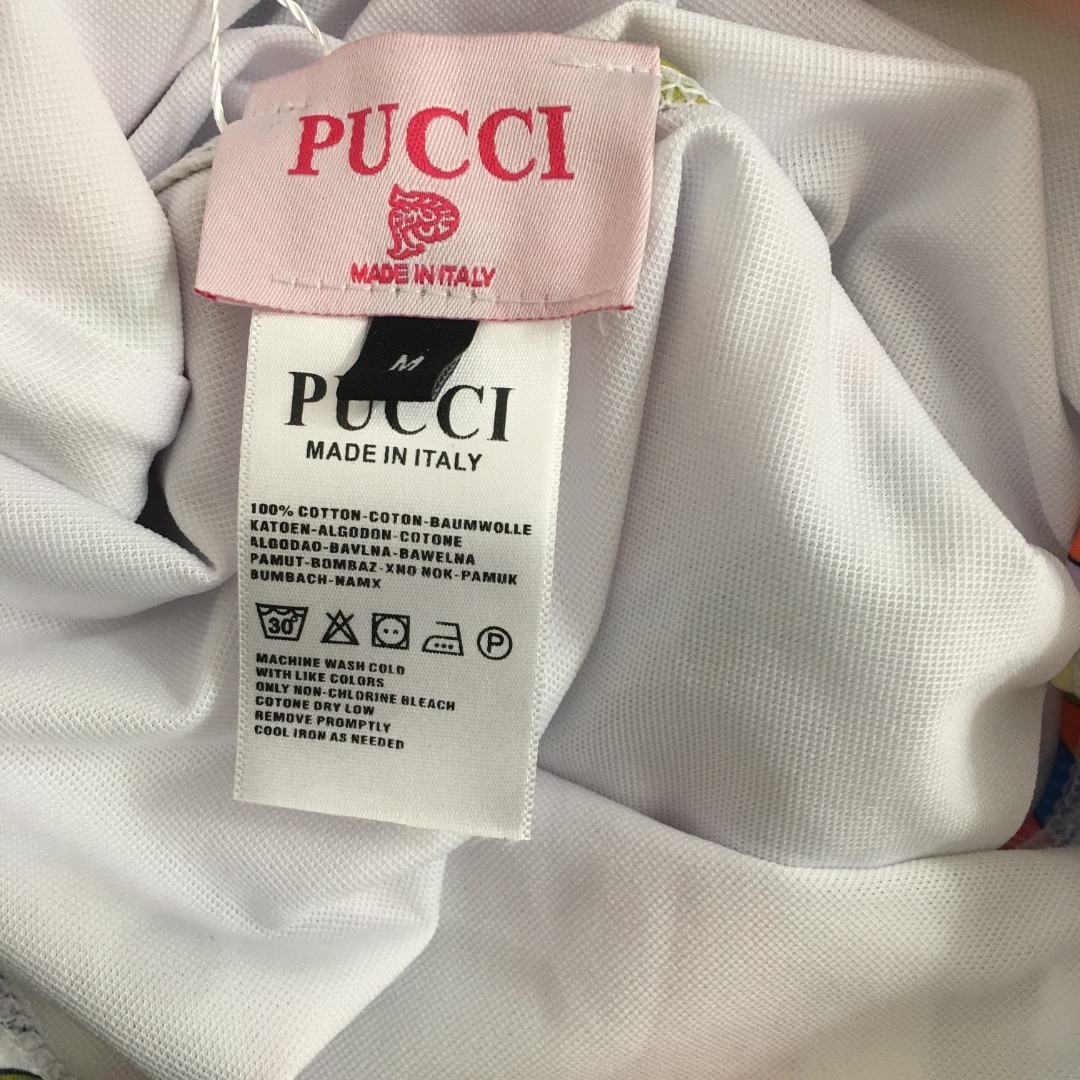 PUCCI
MADE IN ITALY
M
PUCCI
MADE IN ITALY
100% COTTON-COTON-BAUMWOLLE
KATOEN-ALGODON-COTONE
ALGODAO-BAVLNA-BAWELNA
PAMUT-BOMBAZ-XNO NOK-PAMUK
BUMBACH-NAMX
30 P
MACHINE WASH COLD
WITH LIKE COLORS
ONLY NON-CHLORINE BLEACH
COTONE DRY LOW
REMOVE PROMPTLY
COOL IRON AS NEEDED